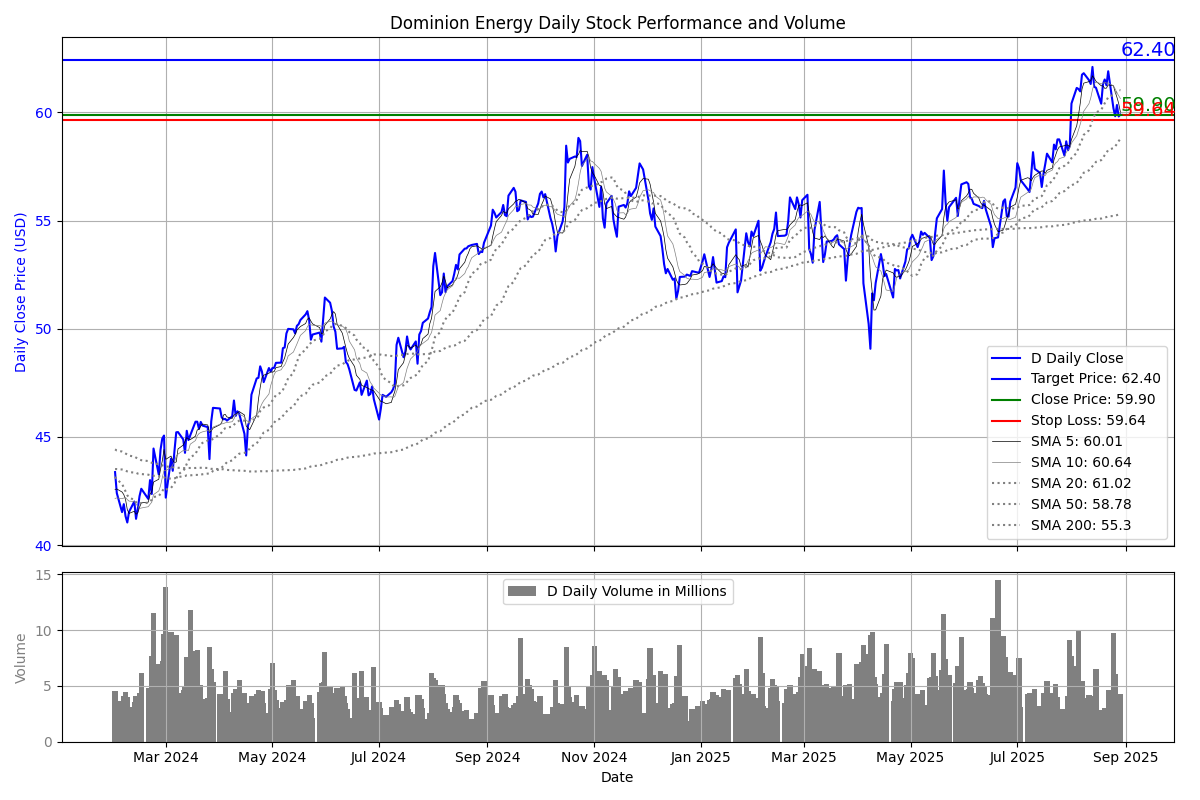 Dominion Energy Daily Stock Performance and Volume
62.40
59.90
59.64
60
55
50
45
40
Daily Close Price (USD)
D Daily Close
Target Price: 62.40
Close Price: 59.90
Stop Loss: 59.64
SMA 5: 60.01
SMA 10: 60.64
SMA 20: 61.02
SMA 50: 58.78
SMA 200: 55.3
15
10
5
0
Volume
D Daily Volume in Millions
Mar 2024 May 2024 Jul 2024 Sep 2024 Nov 2024 Jan 2025 Mar 2025 May 2025 Jul 2025 Sep 2025
Date